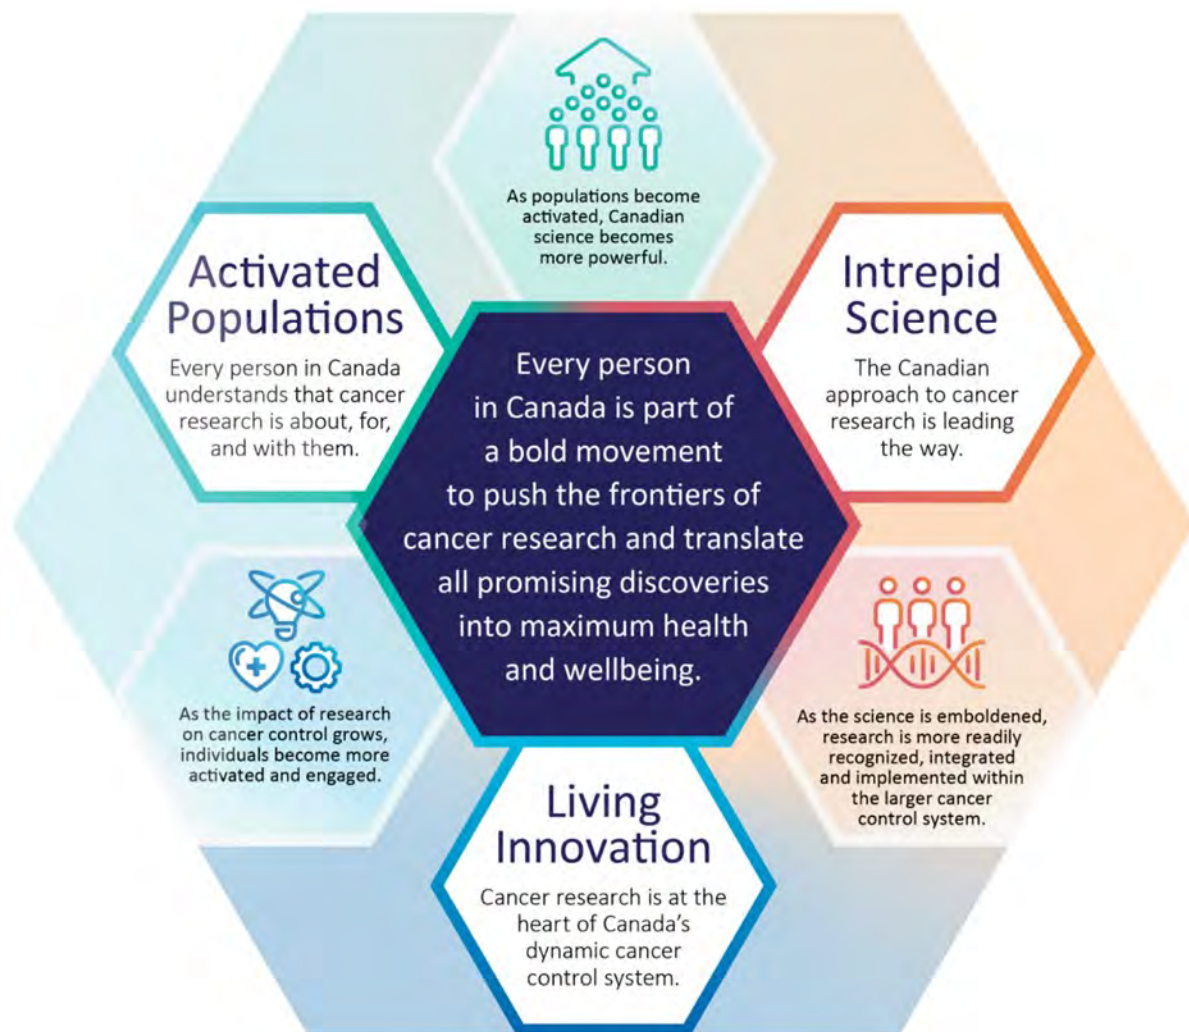 As populations become
activated, Canadian
science becomes
more powerful.
Activated
Populations
Every person in Canada
understands that cancer
research is about, for,
and with them.
Intrepid
Science
The Canadian
approach to cancer
research is leading
the way.
Every person
in Canada is part of
a bold movement
to push the frontiers of
cancer research and translate
all promising discoveries
into maximum health
and wellbeing.
As the impact of research
on cancer control grows,
individuals become more
activated and engaged.
As the science is emboldened,
research is more readily
recognized, integrated
and implemented within
the larger cancer
control system.
Living
Innovation
Cancer research is at the
heart of Canada’s
dynamic cancer
control system.